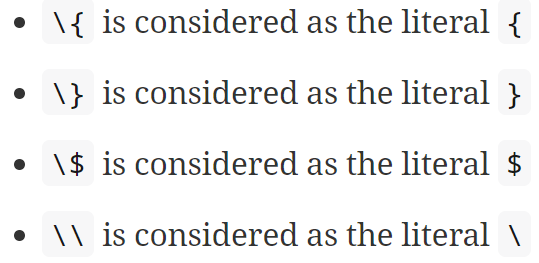 • \{ is considered as the literal {
• \} is considered as the literal }
• \$ is considered as the literal $
• \\ is considered as the literal \